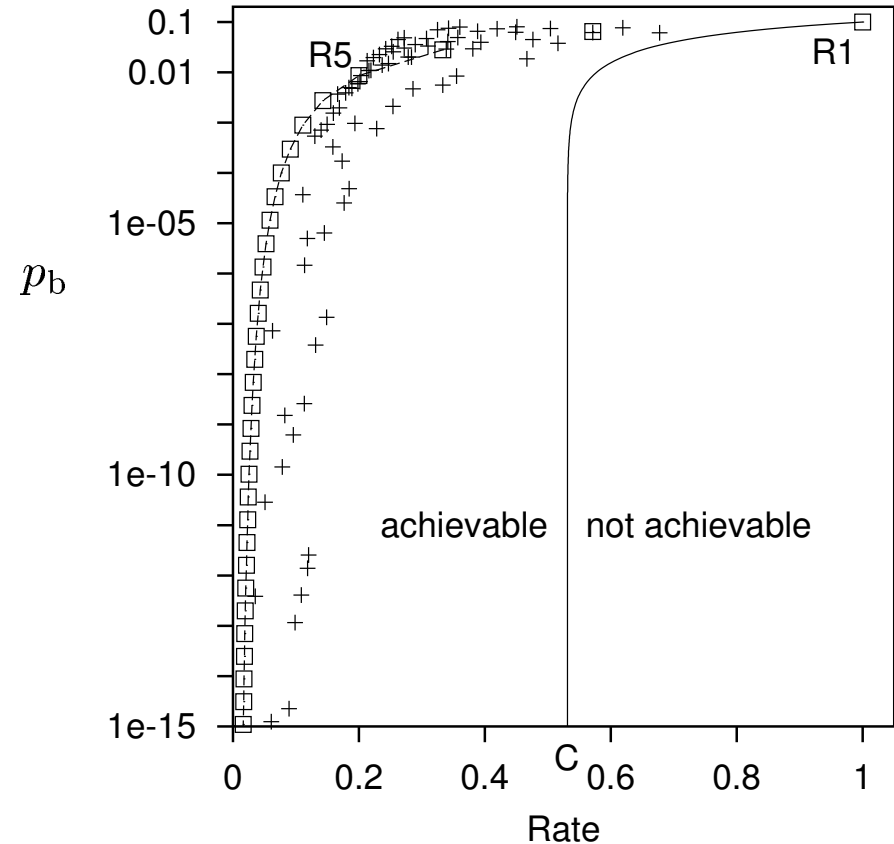 0.1
R5
R1
0.01
1e-05
p_b
1e-10
achievable
not achievable
1e-15
C
0
0.2
0.4
0.6
0.8
1
Rate